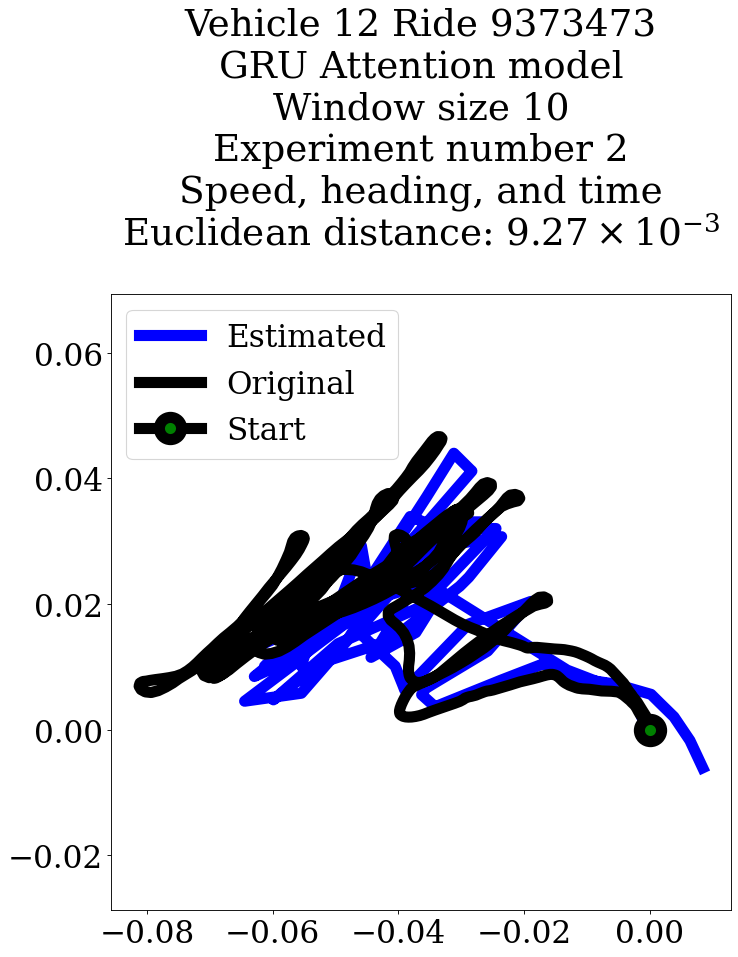 Vehicle 12 Ride 9373473
GRU Attention model
Window size 10
Experiment number 2
Speed, heading, and time
Euclidean distance: 9.27 × 10⁻³
Estimated
Original
Start
0.06
0.04
0.02
0.00
−0.02
−0.08
−0.06
−0.04
−0.02
0.00